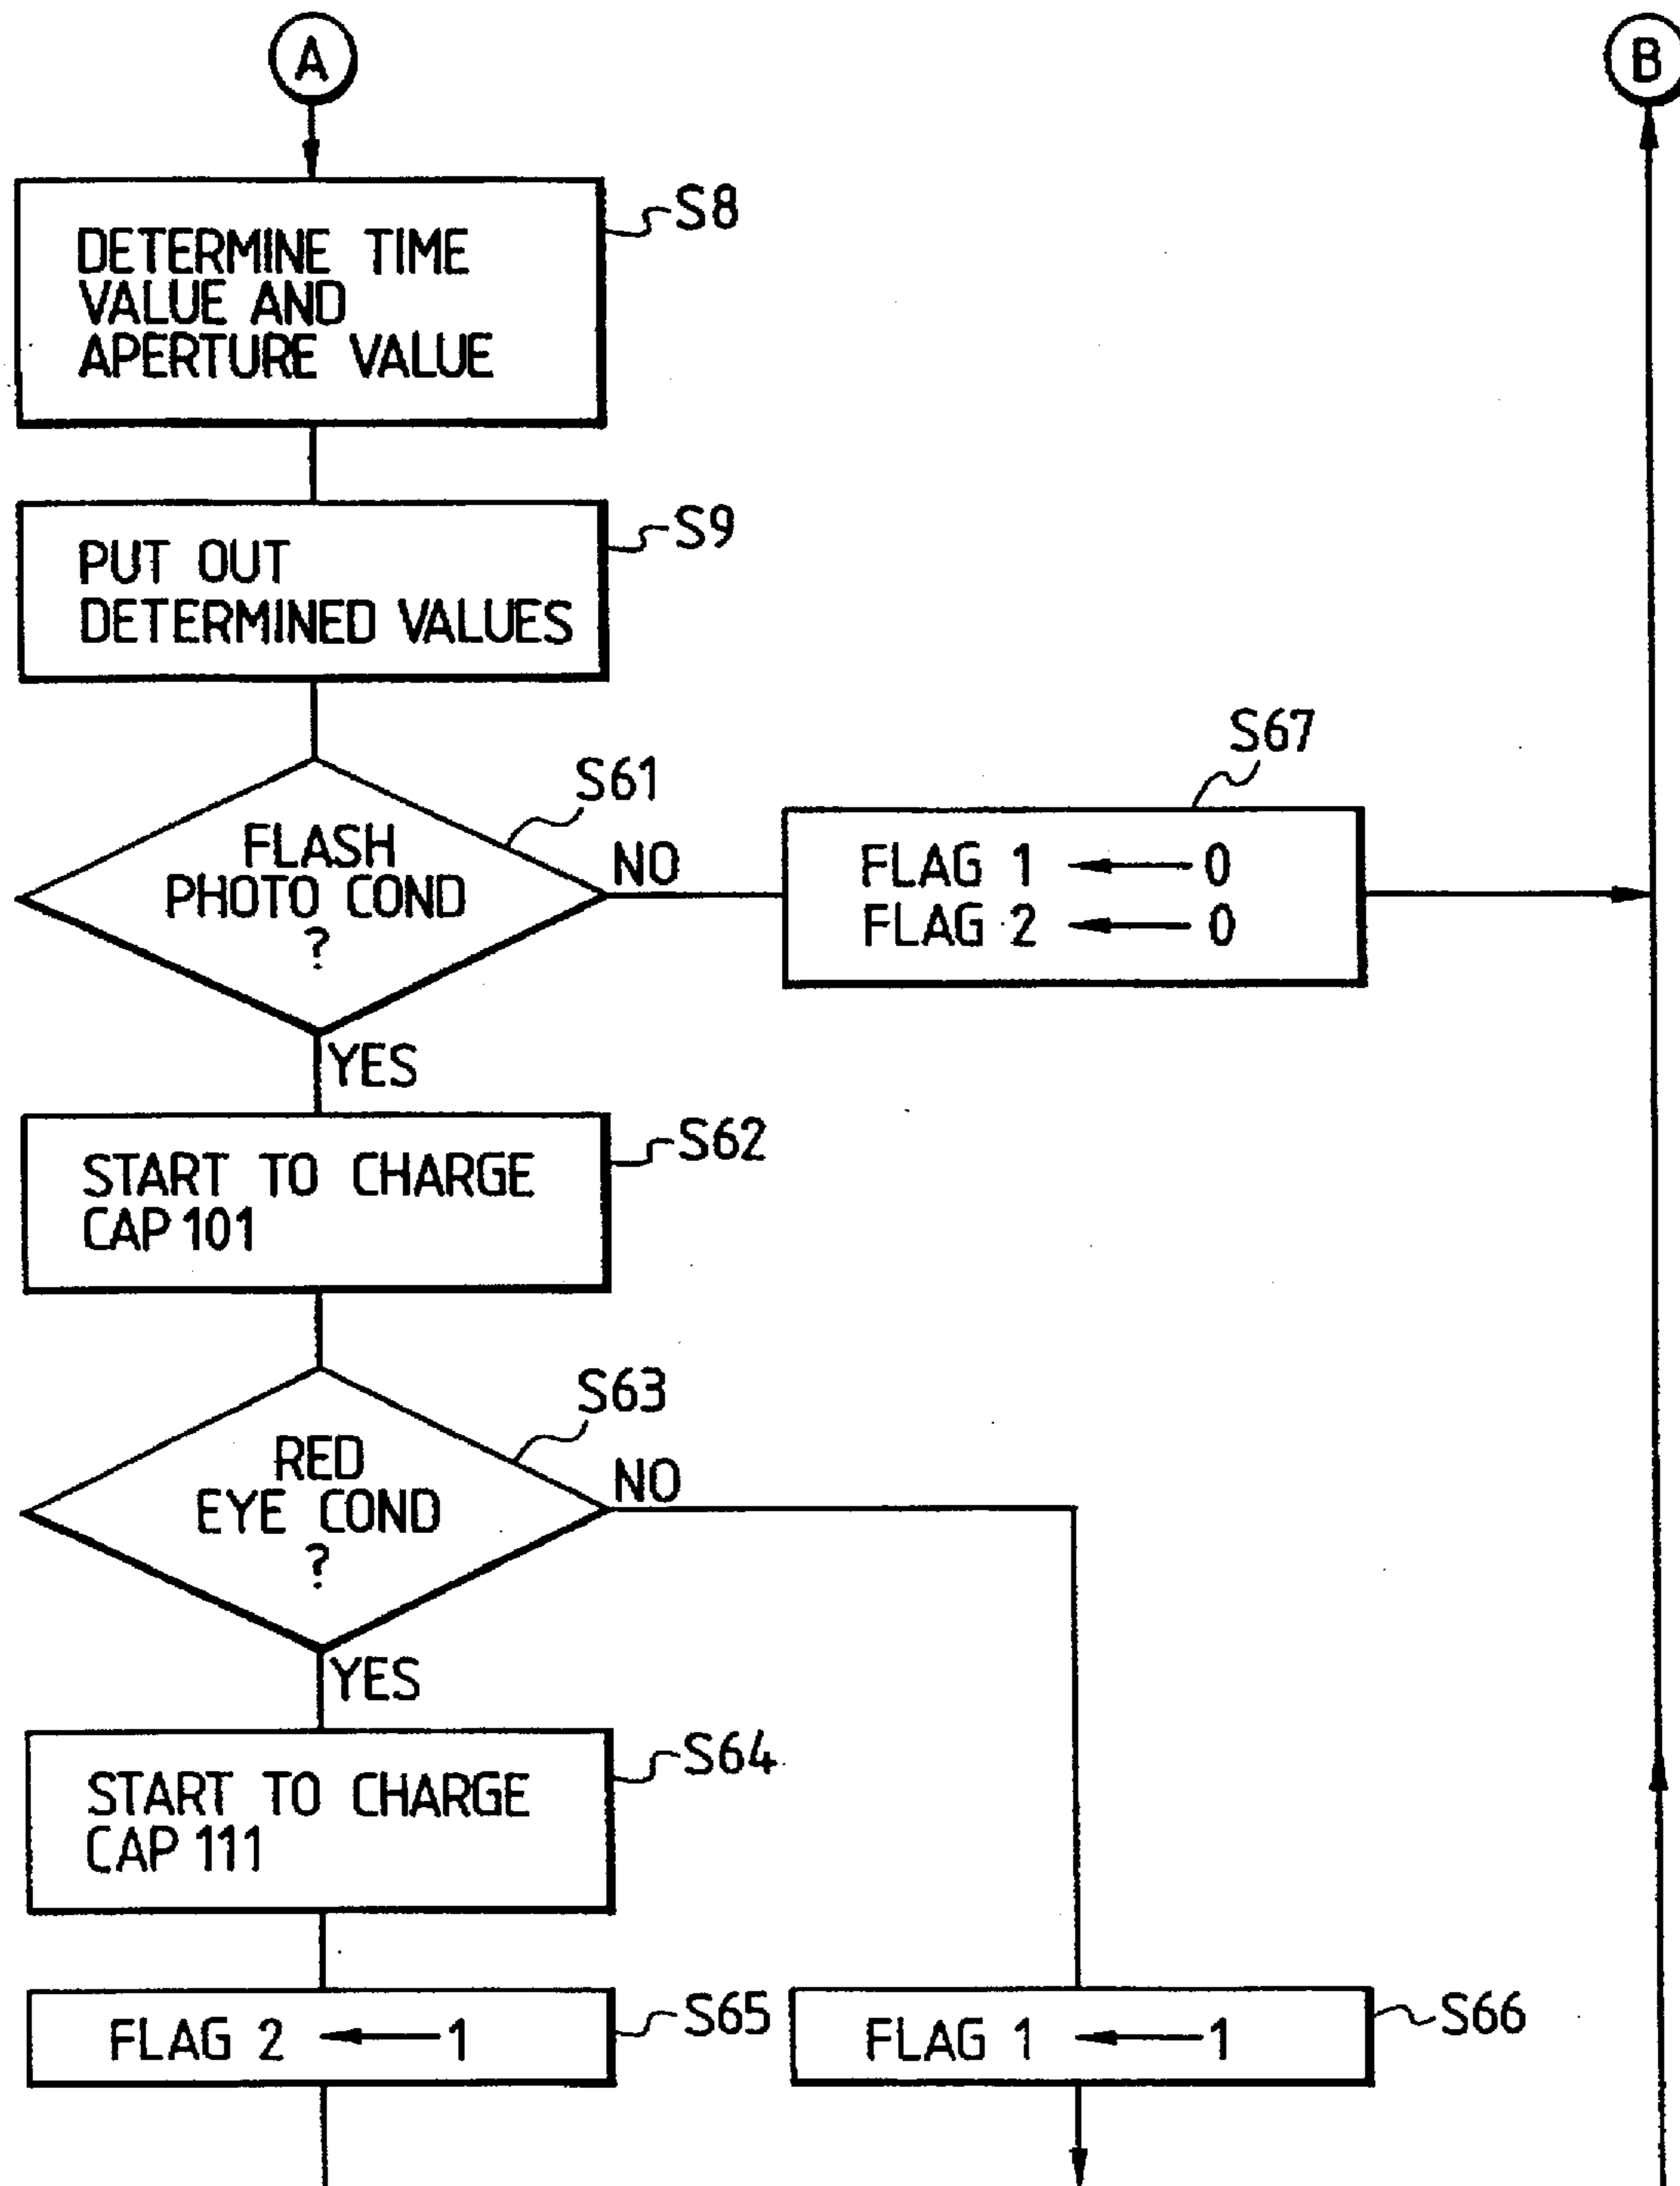 A
B
S8
DETERMINE TIME
VALUE AND
APERTURE VALUE
S9
PUT OUT
DETERMINED VALUES
S61
FLASH
PHOTO COND
?
NO
YES
S67
FLAG 1 ← 0
FLAG 2 ← 0
S62
START TO CHARGE
CAP 101
S63
RED
EYE COND
?
NO
YES
S64
START TO CHARGE
CAP 111
S65
FLAG 2 ← 1
S66
FLAG 1 ← 1